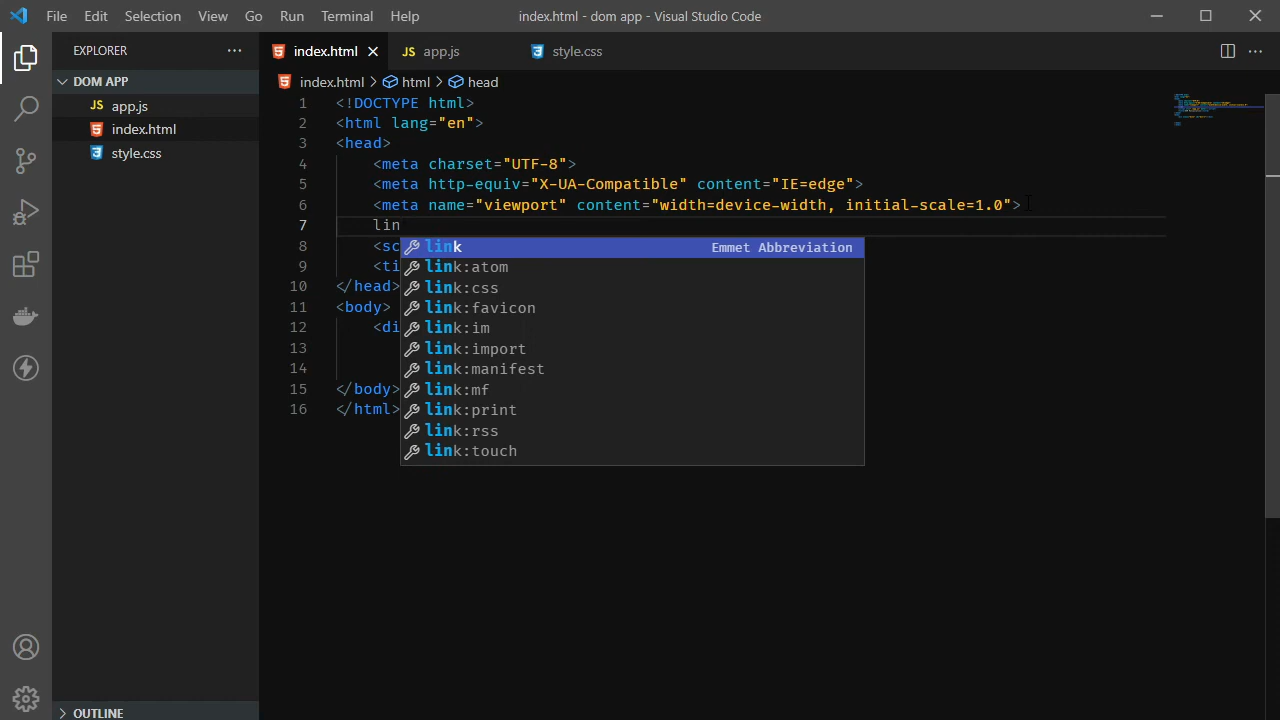 File Edit Selection View Go Run Terminal Help
index.html - dom app - Visual Studio Code
EXPLORER
index.html
JS app.js
style.css
DOM APP
index.html > html > head
JS app.js
index.html
style.css
1 <!DOCTYPE html>
2 <html lang="en">
3 <head>
4 <meta charset="UTF-8">
5 <meta http-equiv="X-UA-Compatible" content="IE=edge">
6 <meta name="viewport" content="width=device-width, initial-scale=1.0">
7 lin
8 <sc
9 <ti
10 </head>
11 <body>
12 <di
13
14
15 </body>
16 </html>
link Emmet Abbreviation
link:atom
link:css
link:favicon
link:im
link:import
link:manifest
link:mf
link:print
link:rss
link:touch
OUTLINE